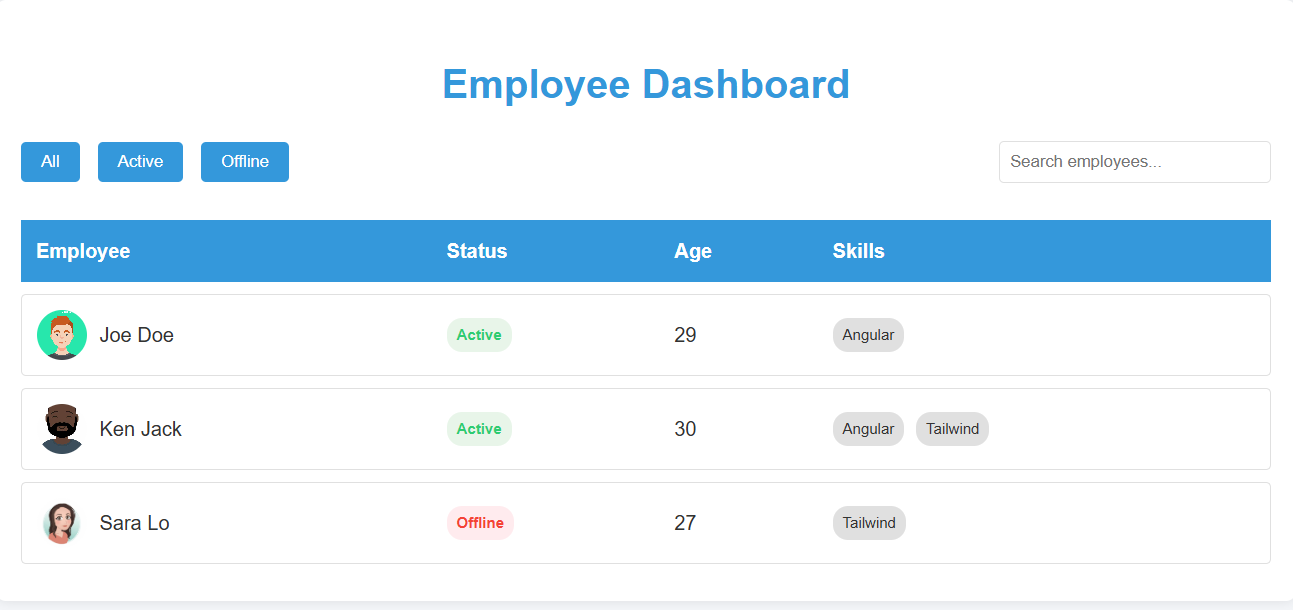 Employee Dashboard
All Active Offline Search employees...
Employee Status Age Skills
Joe Doe Active 29 Angular
Ken Jack Active 30 Angular Tailwind
Sara Lo Offline 27 Tailwind